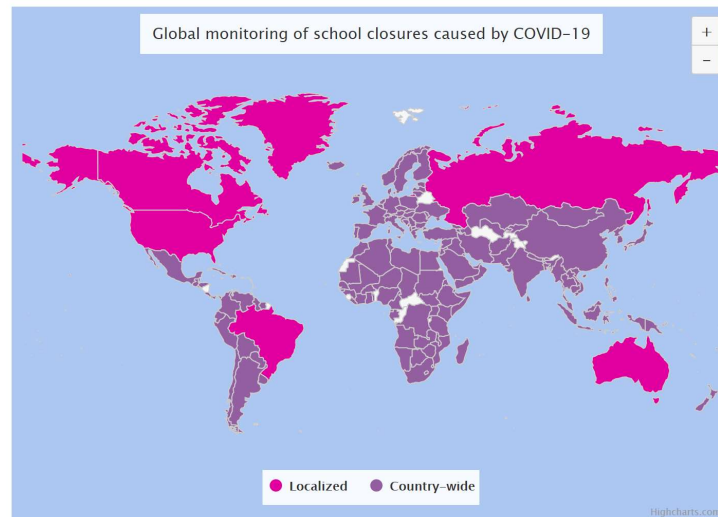 Global monitoring of school closures caused by COVID-19
+
-
Localized
Country-wide
Highcharts.com